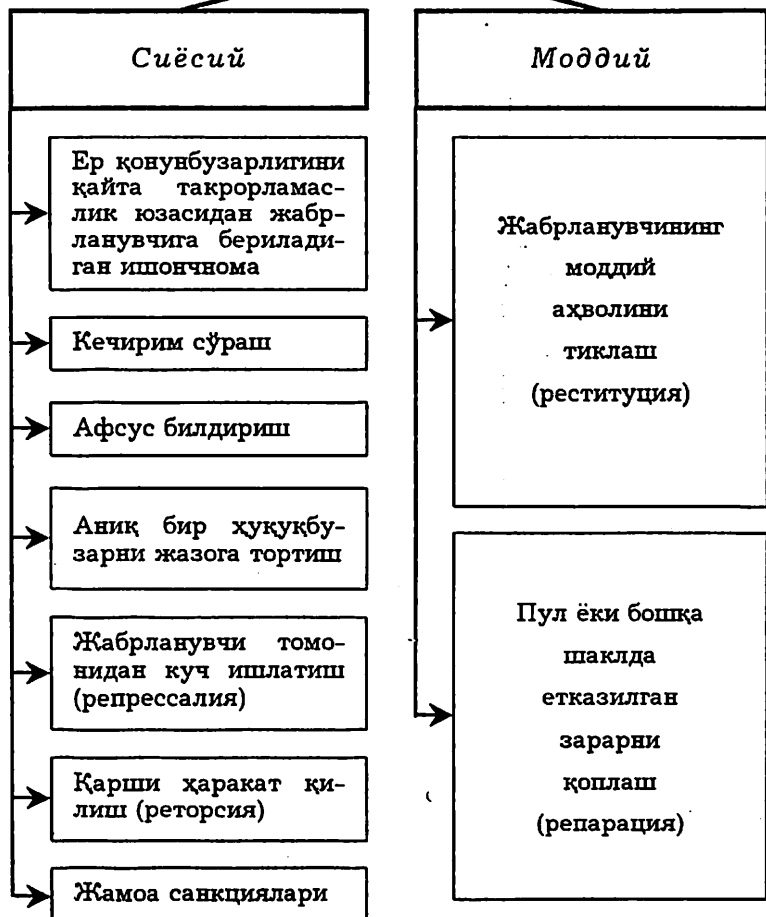 Сиёсий
Ер қонунбузарлигини
қайта такрорламас-
лик юзасидан жабр-
ланувчига берилади-
ган ишончнома
Кечирим сўраш
Афсус билдириш
Аниқ бир ҳуқуқбу-
зарни жазога тортиш
Жабрланувчи томо-
нидан куч ишлатиш
(репрессалия)
Қарши ҳаракат қи-
лиш (реторсия)
Жамоа санкциялари
Моддий
Жабрланувчининг
моддий
аҳволини
тиклаш
(реституция)
Пул ёки бошқа
шаклда
етказилган
зарарни
қоплаш
(репарация)